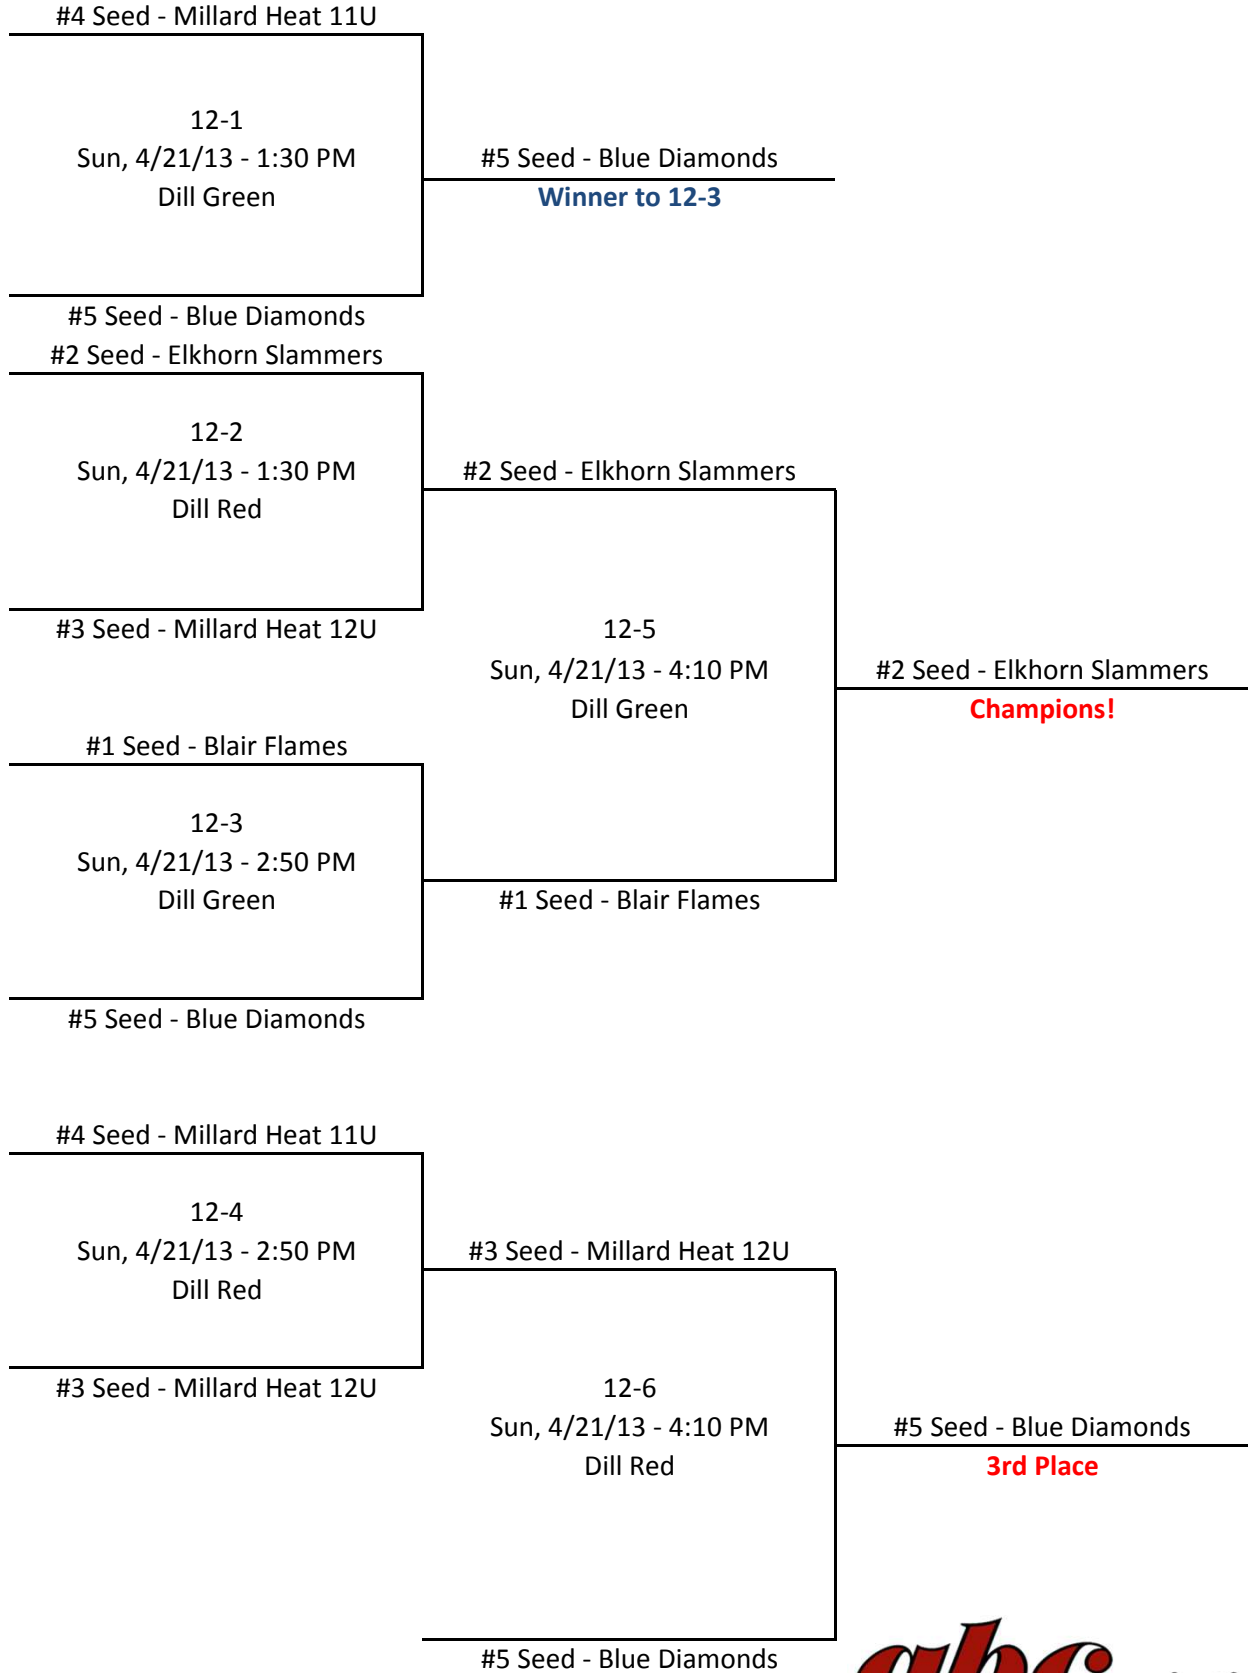 #4 Seed - Millard Heat 11U
12-1
Sun, 4/21/13 - 1:30 PM
Dill Green
#5 Seed - Blue Diamonds
Winner to 12-3
#5 Seed - Blue Diamonds
#2 Seed - Elkhorn Slammers
12-2
Sun, 4/21/13 - 1:30 PM
Dill Red
#2 Seed - Elkhorn Slammers
#3 Seed - Millard Heat 12U
12-5
Sun, 4/21/13 - 4:10 PM
Dill Green
#2 Seed - Elkhorn Slammers
Champions!
#1 Seed - Blair Flames
12-3
Sun, 4/21/13 - 2:50 PM
Dill Green
#1 Seed - Blair Flames
#5 Seed - Blue Diamonds
#4 Seed - Millard Heat 11U
12-4
Sun, 4/21/13 - 2:50 PM
Dill Red
#3 Seed - Millard Heat 12U
#3 Seed - Millard Heat 12U
12-6
Sun, 4/21/13 - 4:10 PM
Dill Red
#5 Seed - Blue Diamonds
3rd Place
#5 Seed - Blue Diamonds